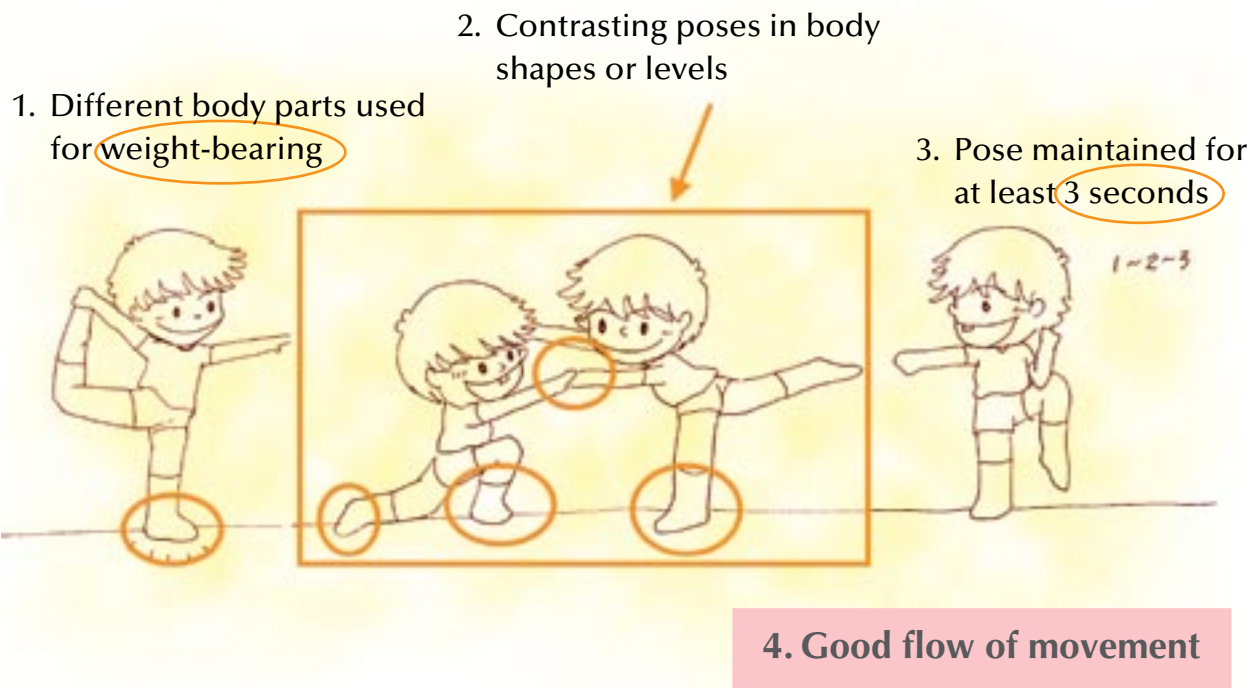 2. Contrasting poses in body
shapes or levels
1. Different body parts used
for weight-bearing
3. Pose maintained for
at least 3 seconds
1~2~3
4. Good flow of movement